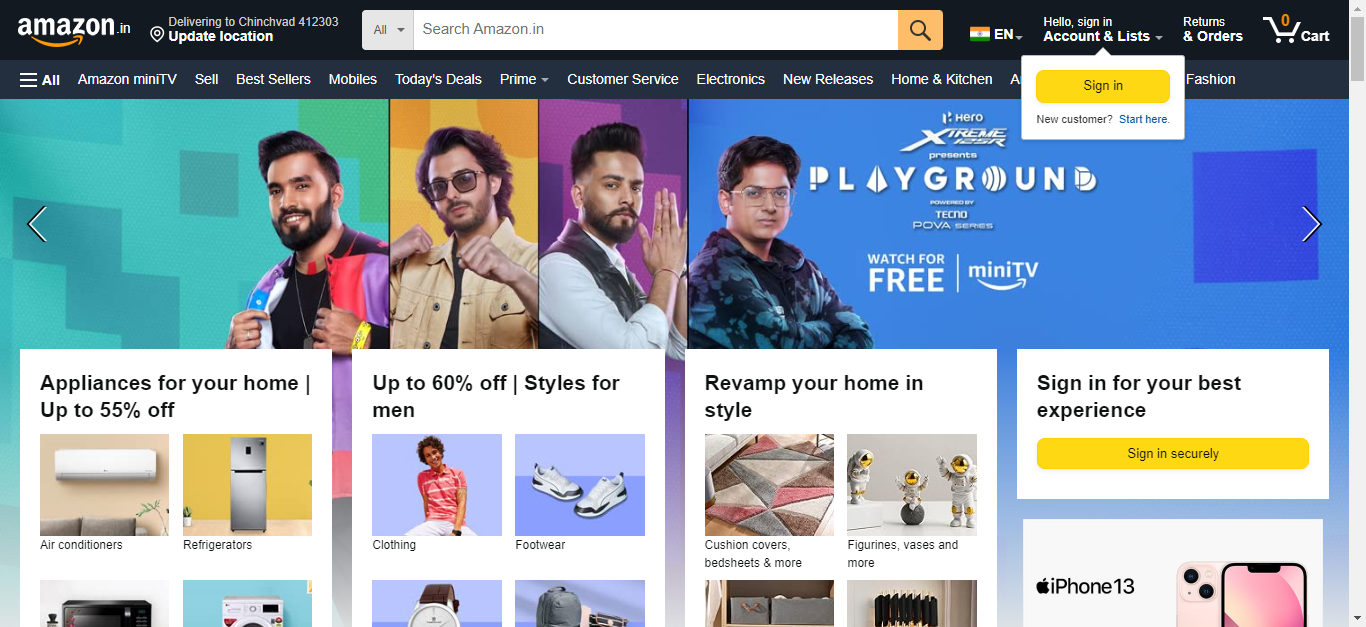 amazon.in
Delivering to Chinchvad 412303
Update location
All
Search Amazon.in
EN
Hello, sign in
Account & Lists
Returns
& Orders
0
Cart
All
Amazon miniTV
Sell
Best Sellers
Mobiles
Today's Deals
Prime
Customer Service
Electronics
New Releases
Home & Kitchen
Fashion
Sign in
New customer? Start here.
Hero
XTREME
125R
presents
PLAYGROUND
POWERED BY
TECNO
POVA SERIES
WATCH FOR
FREE
miniTV
Appliances for your home |
Up to 55% off
Air conditioners
Refrigerators
Up to 60% off | Styles for
men
Clothing
Footwear
Revamp your home in
style
Cushion covers,
bedsheets & more
Figurines, vases and
more
Sign in for your best
experience
Sign in securely
iPhone 13